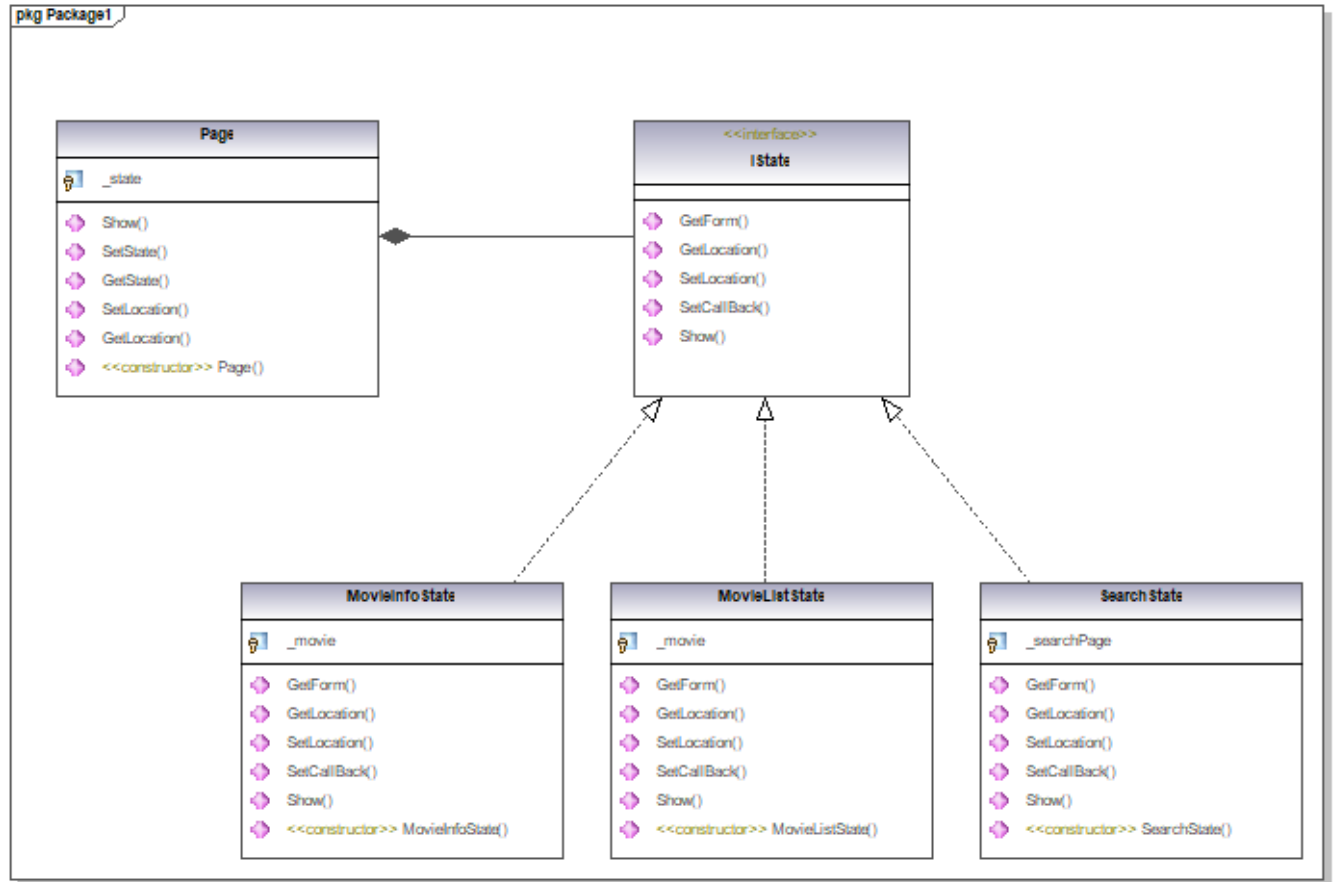 pkg Package1
Page
_state
Show()
SetState()
GetState()
SetLocation()
GetLocation()
<<constructor>> Page()
<<interface>>
IState
GetForm()
GetLocation()
SetLocation()
SetCallBack()
Show()
MovieInfoState
_movie
GetForm()
GetLocation()
SetLocation()
SetCallBack()
Show()
<<constructor>> MovieInfoState()
MovieListState
_movie
GetForm()
GetLocation()
SetLocation()
SetCallBack()
Show()
<<constructor>> MovieListState()
SearchState
_searchPage
GetForm()
GetLocation()
SetLocation()
SetCallBack()
Show()
<<constructor>> SearchState()